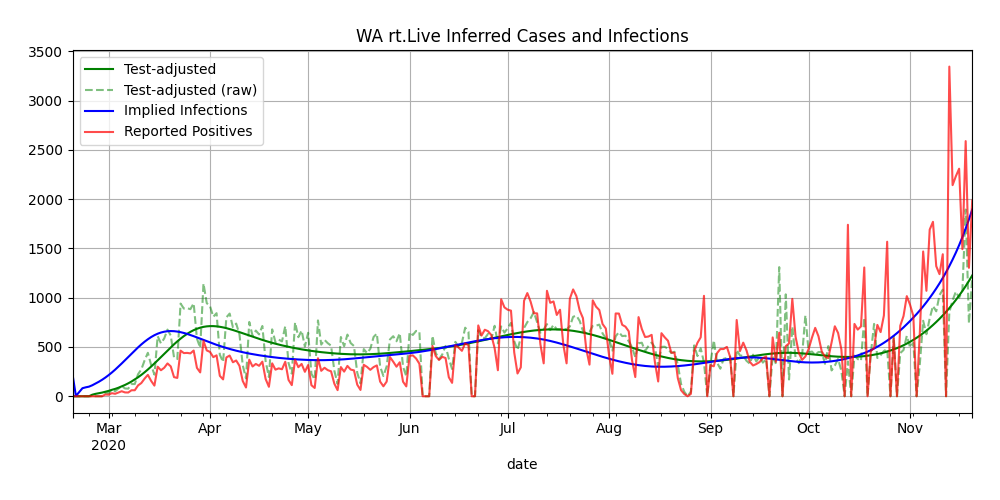 WA rt.Live Inferred Cases and Infections
3500
3000
2500
2000
1500
1000
500
0
Test-adjusted
Test-adjusted (raw)
Implied Infections
Reported Positives
Mar Apr May Jun Jul Aug Sep Oct Nov
2020
date